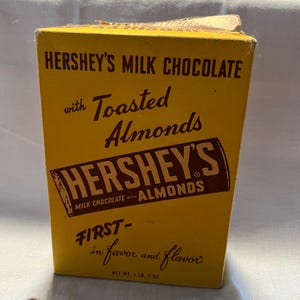 HERSHEY'S MILK CHOCOLATE
with Toasted
Almonds
HERSHEY'S
MILK CHOCOLATE — ALMONDS
FIRST-
in favor and flavor